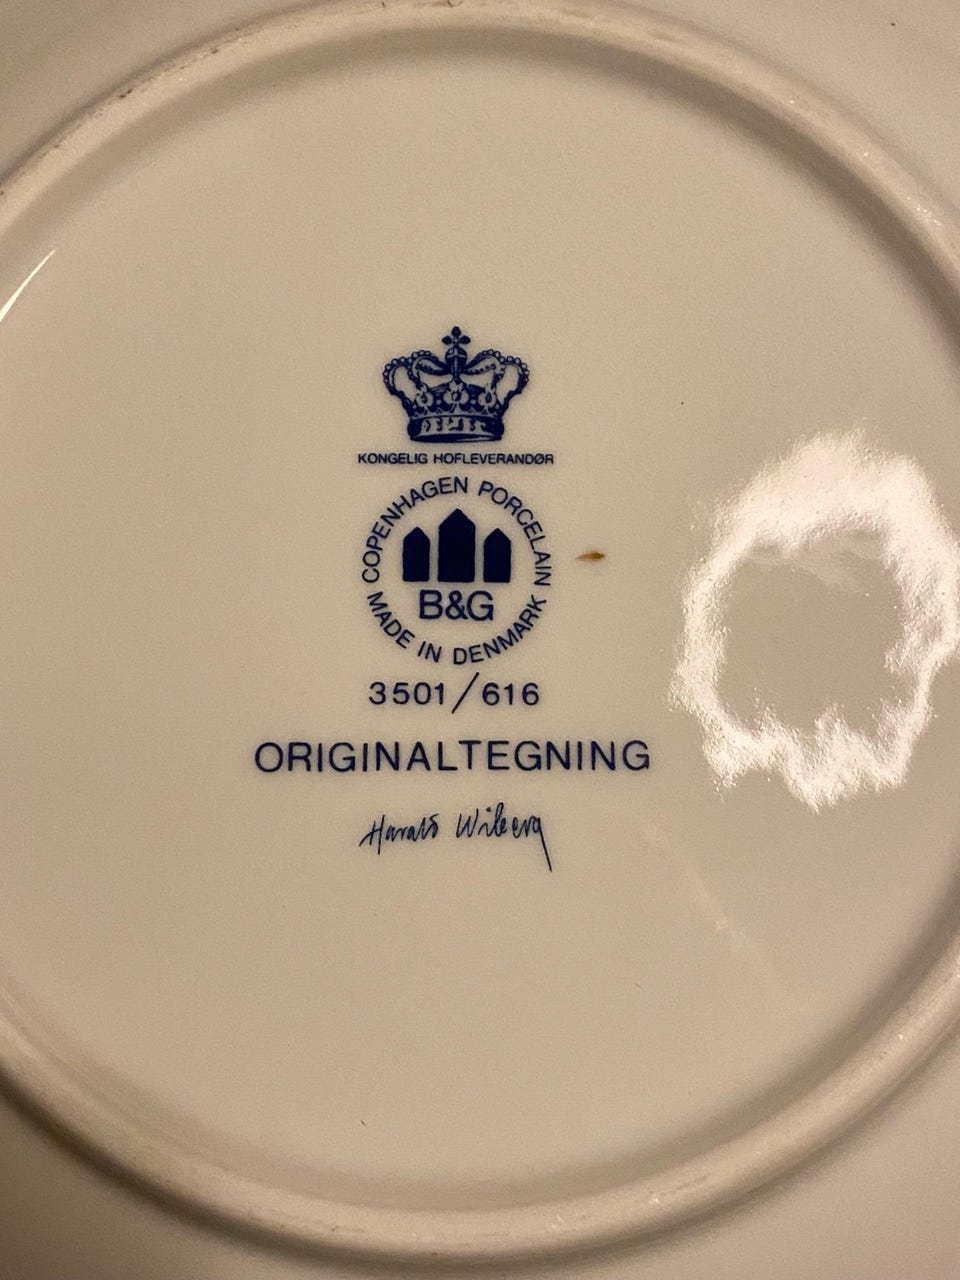 KONGELIG HOFLEVERANDØR
COPENHAGEN PORCELAIN
B&G
MADE IN DENMARK
3501/616
ORIGINALTEGNING
Harald Wiberg